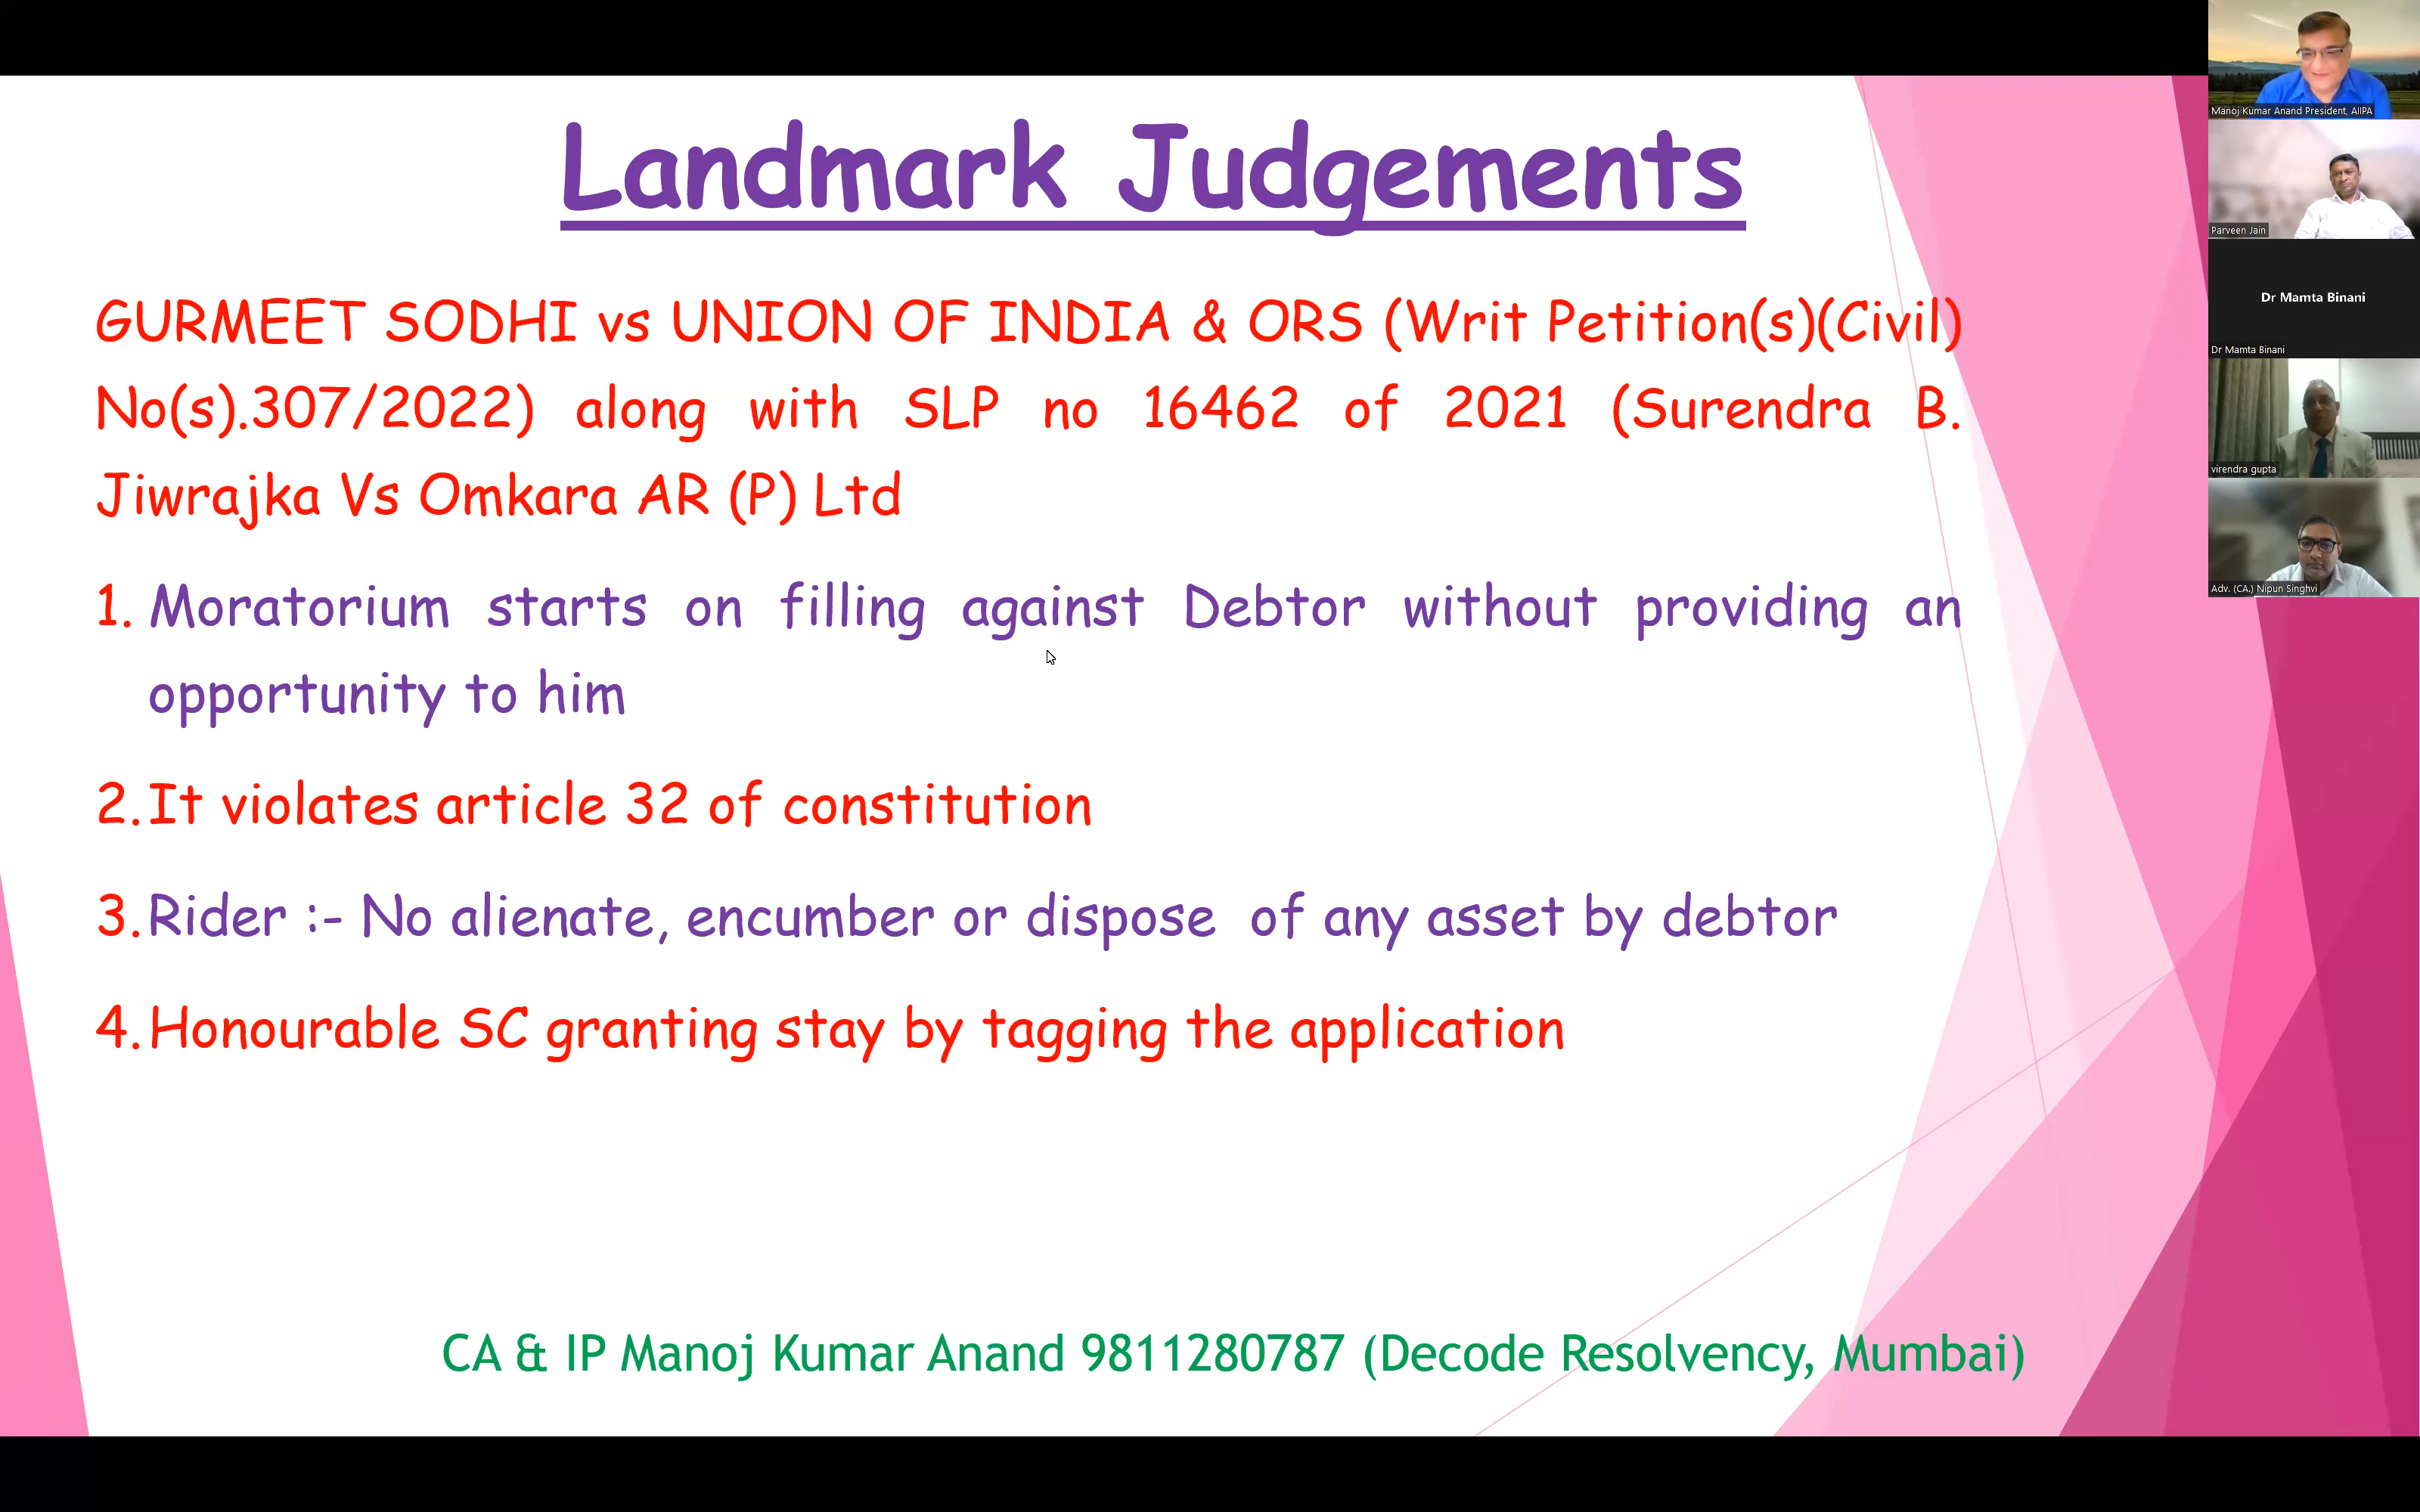 Landmark Judgements
GURMEET SODHI vs UNION OF INDIA & ORS (Writ Petition(s)(Civil)
No(s).307/2022) along with SLP no 16462 of 2021 (Surendra B.
Jiwrajka Vs Omkara AR (P) Ltd
1. Moratorium starts on filling against Debtor without providing an
opportunity to him
2. It violates article 32 of constitution
3. Rider :- No alienate, encumber or dispose of any asset by debtor
4. Honourable SC granting stay by tagging the application
CA & IP Manoj Kumar Anand 9811280787 (Decode Resolvency, Mumbai)
Manoj Kumar Anand President, AIIPA
Parveen Jain
Dr Mamta Binani
Dr Mamta Binani
virendra gupta
Adv. (CA.) Nipun Singhvi